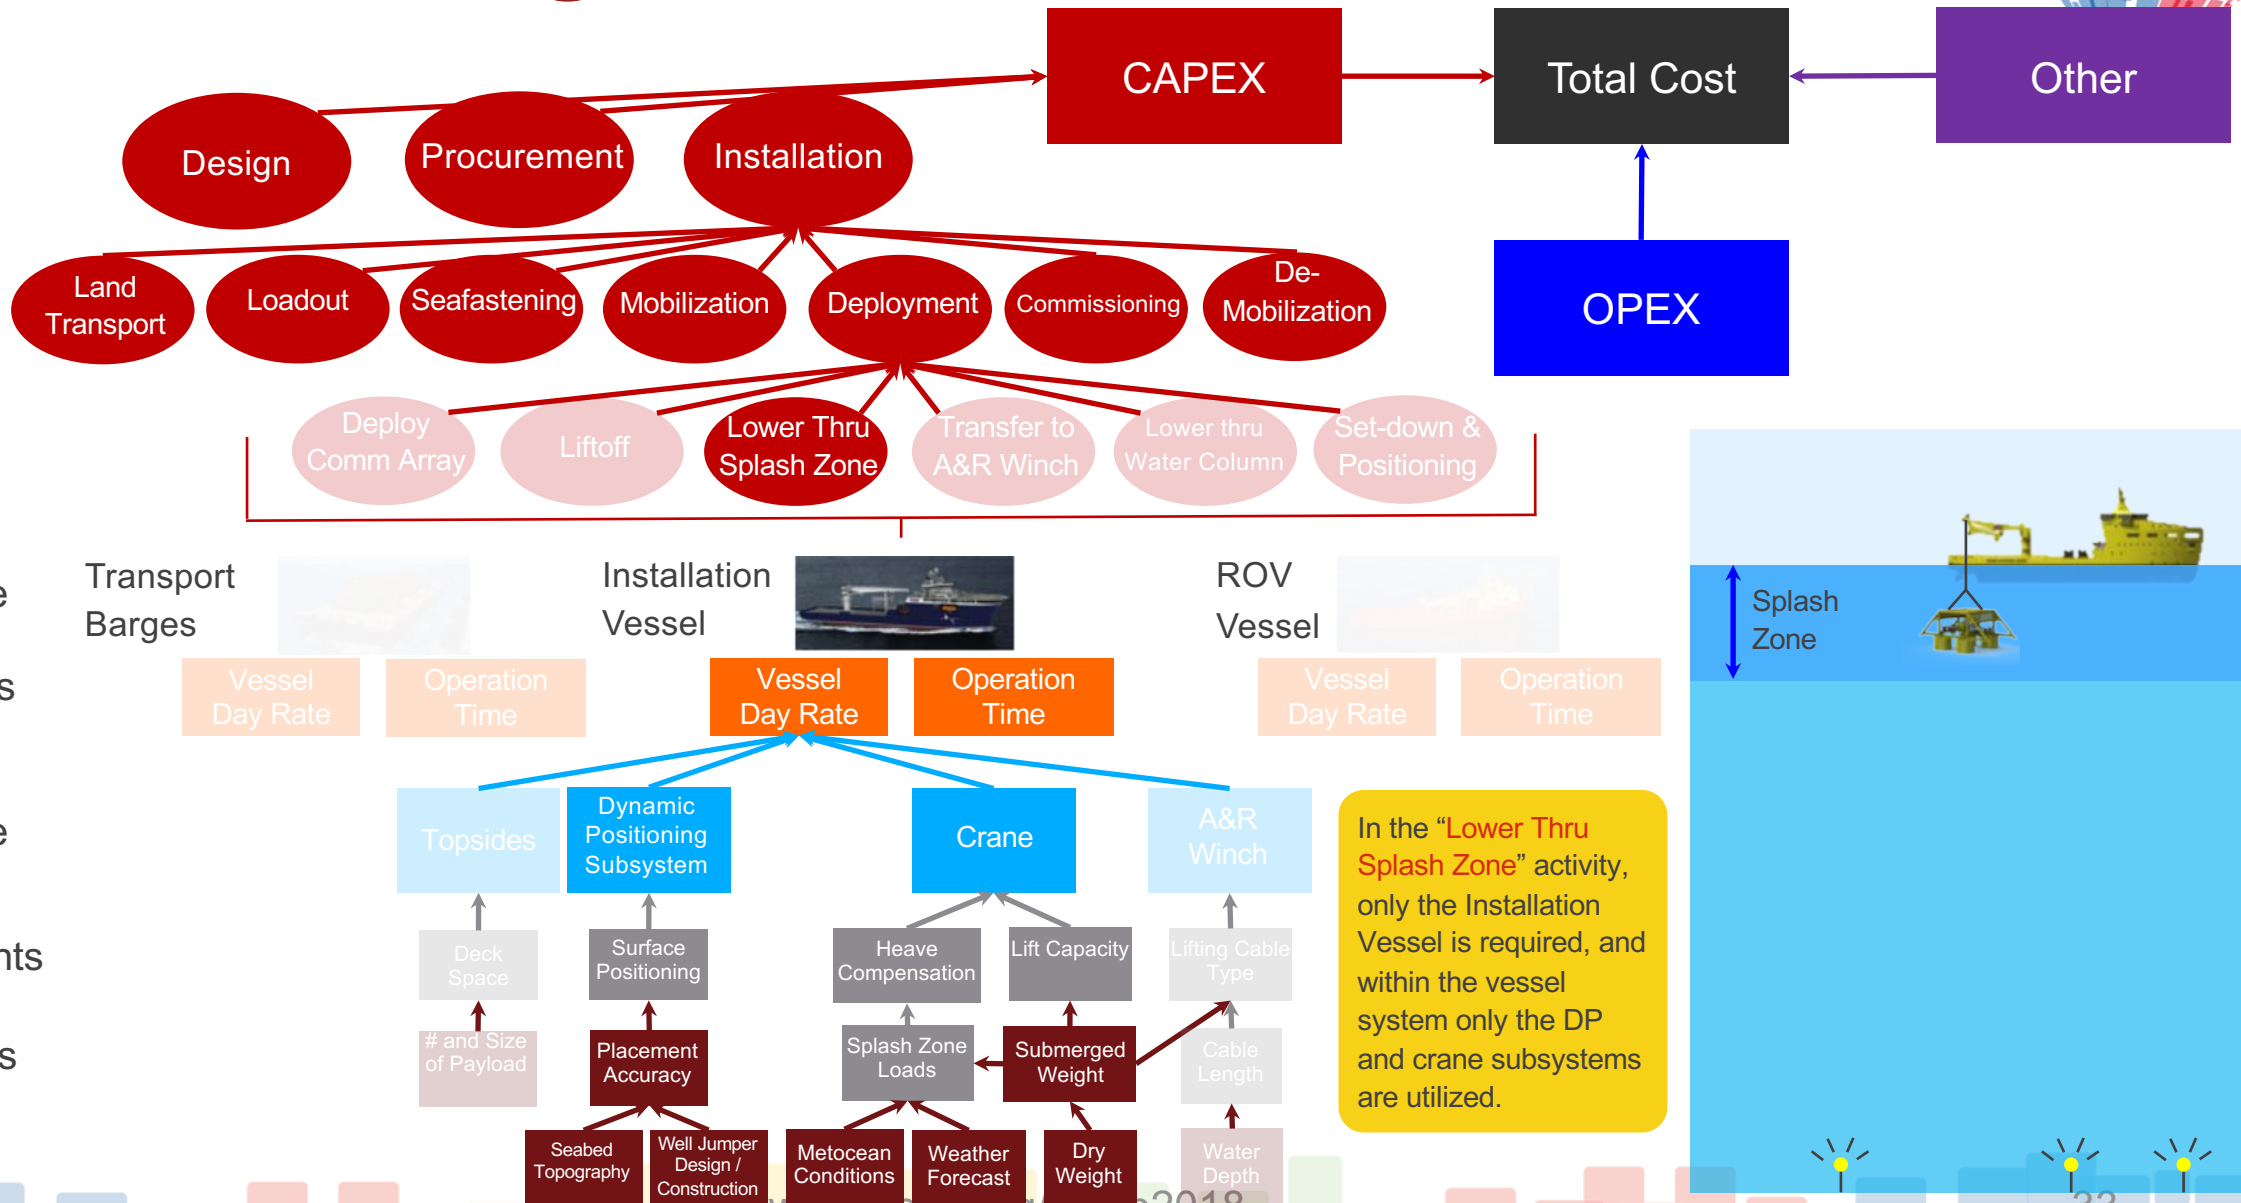 CAPEX
Total Cost
Other
Design
Procurement
Installation
Land
Transport
Loadout
Seafastening
Mobilization
Deployment
Commissioning
De-
Mobilization
OPEX
Deploy
Comm Array
Liftoff
Lower Thru
Splash Zone
Transfer to
A&R Winch
Lower thru
Water Column
Set-down &
Positioning
Transport
Barges
Installation
Vessel
ROV
Vessel
Splash
Zone
Vessel
Day Rate
Operation
Time
Vessel
Day Rate
Operation
Time
Vessel
Day Rate
Operation
Time
Topsides
Dynamic
Positioning
Subsystem
Crane
A&R
Winch
In the “Lower Thru
Splash Zone” activity,
only the Installation
Vessel is required, and
within the vessel
system only the DP
and crane subsystems
are utilized.
Deck
Space
Surface
Positioning
Heave
Compensation
Lift Capacity
Lifting Cable
Type
# and Size
of Payload
Placement
Accuracy
Splash Zone
Loads
Submerged
Weight
Cable
Length
Seabed
Topography
Well Jumper
Design /
Construction
Metocean
Conditions
Weather
Forecast
Dry
Weight
Water
Depth